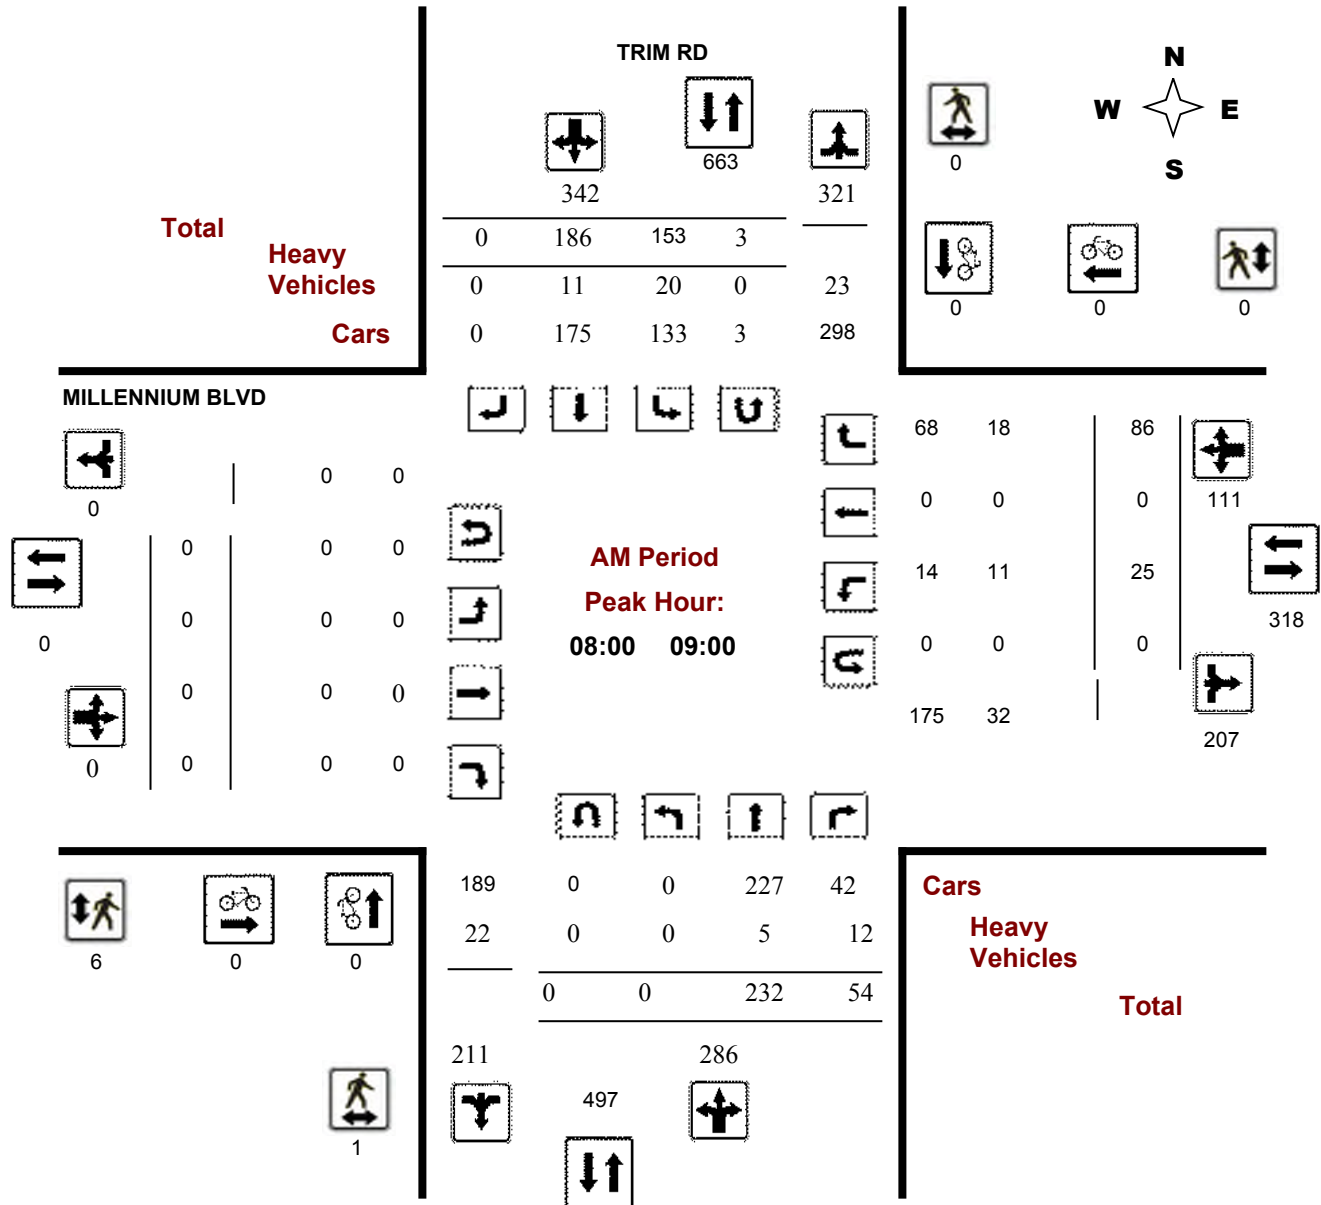 TRIM RD
N
W E
S
663
342
321
0
Total
0 186 153 3
Heavy
Vehicles
0 11 20 0 23
Cars
0 175 133 3 298
0 0 0
MILLENNIUM BLVD
68 18 86
0 0
0
0 0 0
111
0 0 0
AM Period
14 11 25
Peak Hour:
0 0 0
318
0
08:00 09:00
0 0 0
0 0 0
175 32
207
0
0 0 0
189 0 0 227 42
Cars
22 0 0 5 12
Heavy
Vehicles
6 0 0
0 0 232 54
Total
211 286
497
1